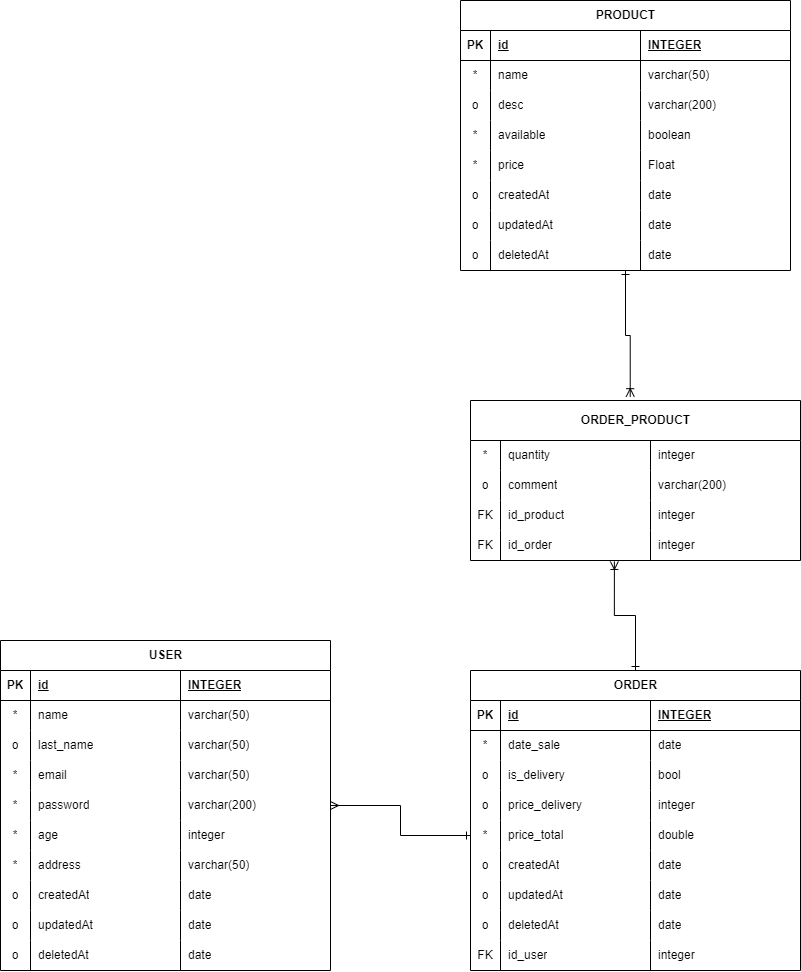 PRODUCT
PK id INTEGER
* name varchar(50)
o desc varchar(200)
* available boolean
* price Float
o createdAt date
o updatedAt date
o deletedAt date
ORDER_PRODUCT
* quantity integer
o comment varchar(200)
FK id_product integer
FK id_order integer
USER
PK id INTEGER
* name varchar(50)
o last_name varchar(50)
* email varchar(50)
* password varchar(200)
* age integer
* address varchar(50)
o createdAt date
o updatedAt date
o deletedAt date
ORDER
PK id INTEGER
* date_sale date
o is_delivery bool
o price_delivery integer
* price_total double
o createdAt date
o updatedAt date
o deletedAt date
FK id_user integer